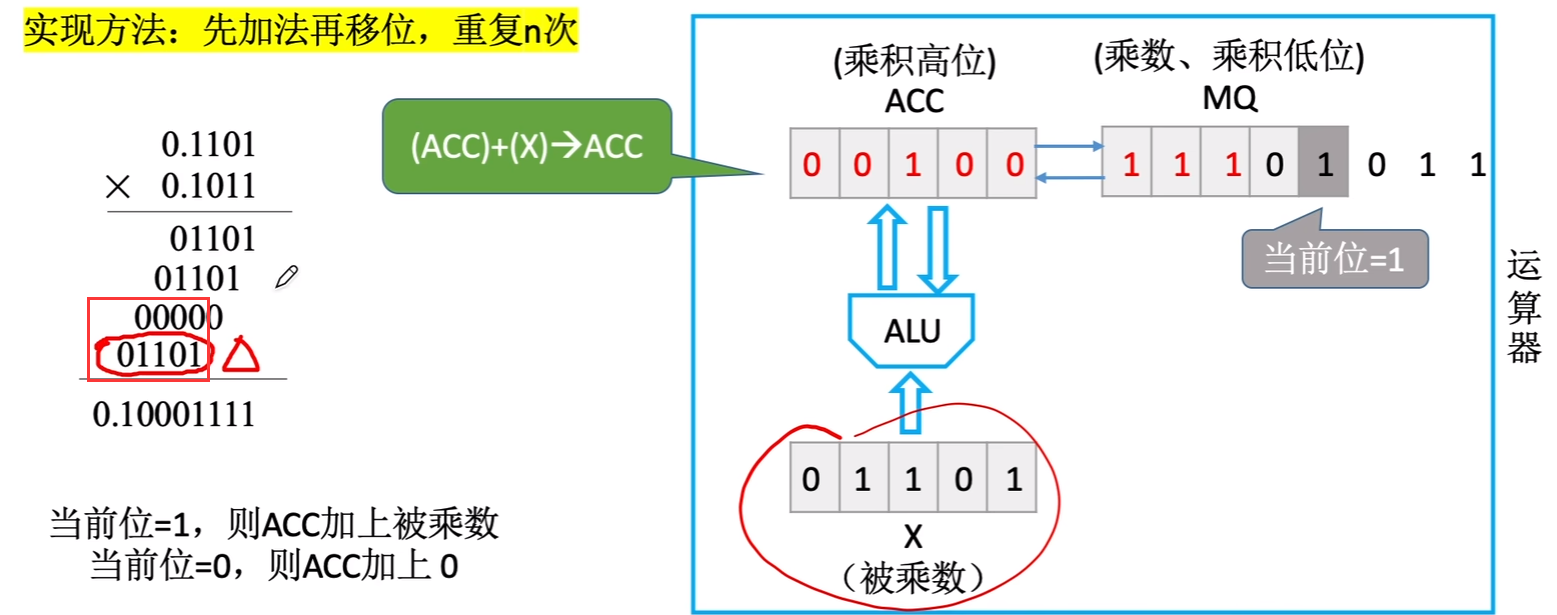 实现方法：先加法再移位，重复n次
0.1101
× 0.1011
01101
01101
00000
01101
0.10001111
当前位=1，则ACC加上被乘数
当前位=0，则ACC加上 0
(ACC)+(X)→ACC
(乘积高位)
ACC
(乘数、乘积低位)
MQ
0 0 1 0 0
1 1 1 0 1 0 1 1
当前位=1
ALU
0 1 1 0 1
X
（被乘数）
运算器